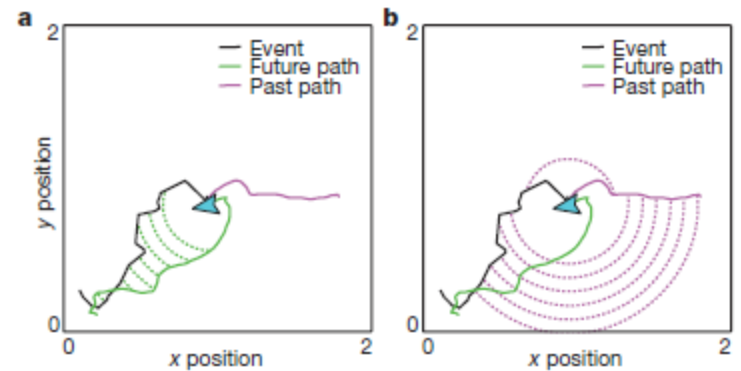 a
2
Event
Future path
Past path
y position
0
0
2
x position
b
2
Event
Future path
Past path
0
0
2
x position